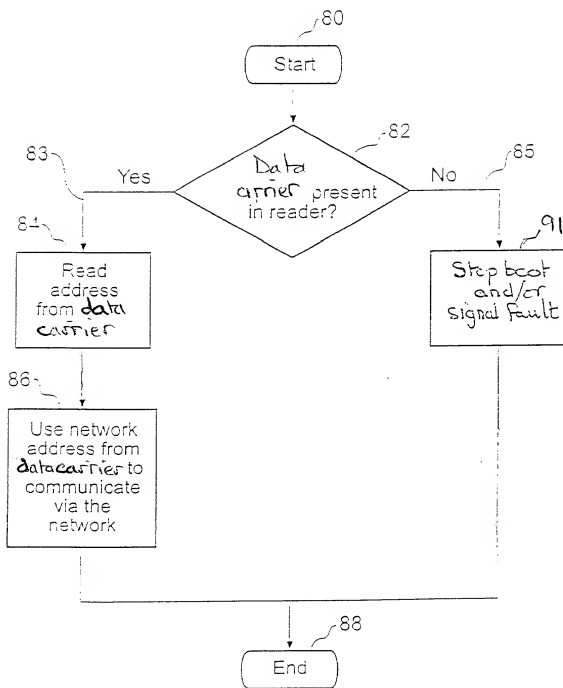 80
Start
82
Data
carrier present
in reader?
83
Yes
No
85
84
Read
address
from data
carrier
91
Stop boot
and/or
signal fault
86
Use network
address from
datacarrier to
communicate
via the
network
88
End